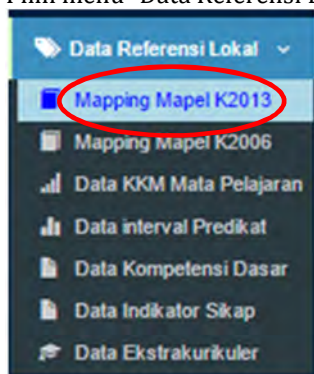 Data Referensi Lokal
Mapping Mapel K2013
Mapping Mapel K2006
Data KKM Mata Pelajaran
Data interval Predikat
Data Kompetensi Dasar
Data Indikator Sikap
Data Ekstrakurikuler